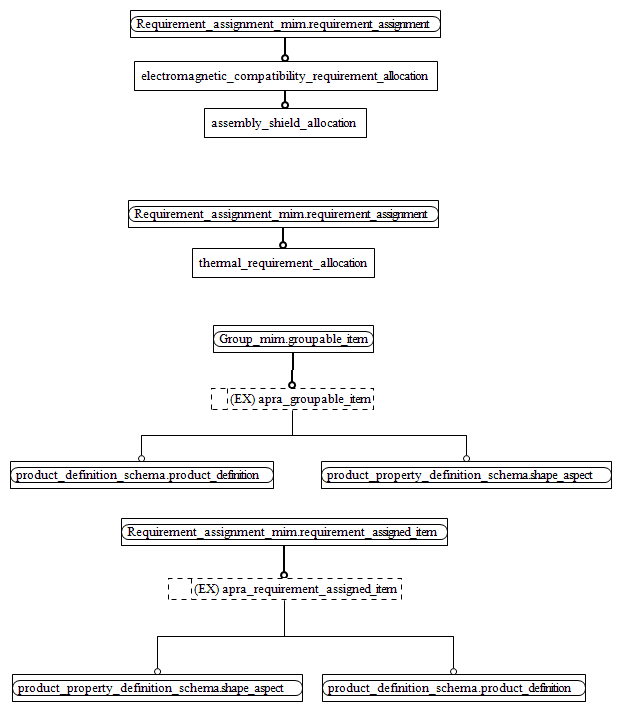 Requirement_assignment_mim.requirement_assignment
electromagnetic_compatibility_requirement_allocation
assembly_shield_allocation
Requirement_assignment_mim.requirement_assignment
thermal_requirement_allocation
Group_mim.groupable_item
(EX) apra_groupable_item
product_definition_schema.product_definition
product_property_definition_schema.shape_aspect
Requirement_assignment_mim.requirement_assigned_item
(EX) apra_requirement_assigned_item
product_property_definition_schema.shape_aspect
product_definition_schema.product_definition